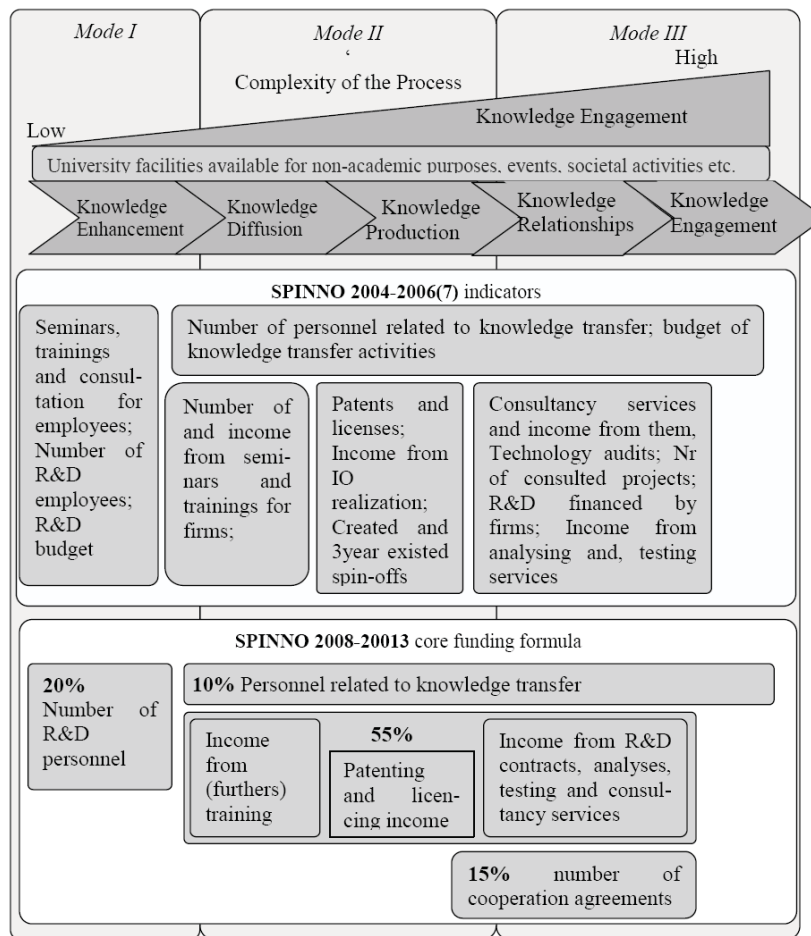 Mode I
Mode II
Mode III
‘
High
Complexity of the Process
Knowledge Engagement
Low
University facilities available for non-academic purposes, events, societal activities etc.
Knowledge
Enhancement
Knowledge
Diffusion
Knowledge
Production
Knowledge
Relationships
Knowledge
Engagement
SPINNO 2004-2006(7) indicators
Seminars,
trainings
and consul-
tation for
employees;
Number of
R&D
employees;
R&D
budget
Number of personnel related to knowledge transfer; budget of
knowledge transfer activities
Number of
and income
from semi-
nars and
trainings for
firms;
Patents and
licenses;
Income from
IO
realization;
Created and
3year existed
spin-offs
Consultancy services
and income from them,
Technology audits; Nr
of consulted projects;
R&D financed by
firms; Income from
analysing and, testing
services
SPINNO 2008-20013 core funding formula
20%
Number of
R&D
personnel
10% Personnel related to knowledge transfer
Income
from
(furthers)
training
55%
Patenting
and licen-
cing income
Income from R&D
contracts, analyses,
testing and consul-
tancy services
15% number of
cooperation agreements